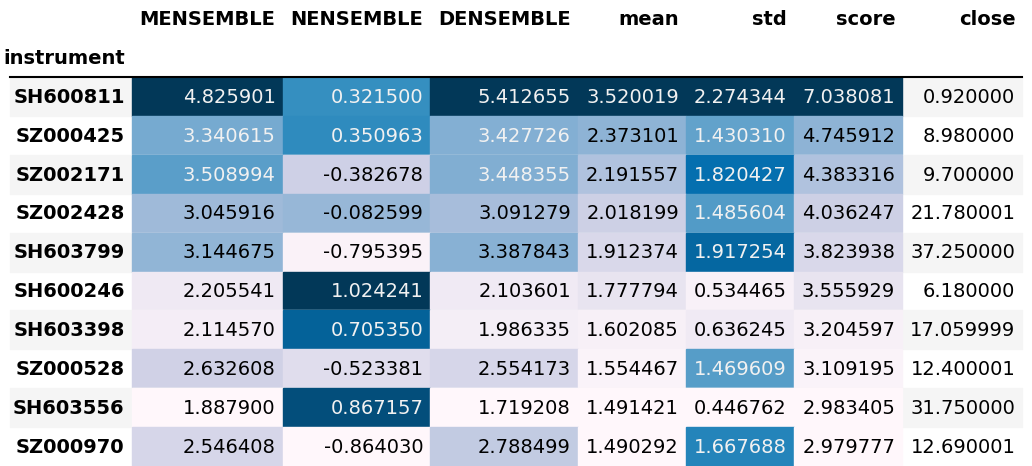 MENSEMBLE NENSEMBLE DENSEMBLE mean std score close
instrument
SH600811 4.825901 0.321500 5.412655 3.520019 2.274344 7.038081 0.920000
SZ000425 3.340615 0.350963 3.427726 2.373101 1.430310 4.745912 8.980000
SZ002171 3.508994 -0.382678 3.448355 2.191557 1.820427 4.383316 9.700000
SZ002428 3.045916 -0.082599 3.091279 2.018199 1.485604 4.036247 21.780001
SH603799 3.144675 -0.795395 3.387843 1.912374 1.917254 3.823938 37.250000
SH600246 2.205541 1.024241 2.103601 1.777794 0.534465 3.555929 6.180000
SH603398 2.114570 0.705350 1.986335 1.602085 0.636245 3.204597 17.059999
SZ000528 2.632608 -0.523381 2.554173 1.554467 1.469609 3.109195 12.400001
SH603556 1.887900 0.867157 1.719208 1.491421 0.446762 2.983405 31.750000
SZ000970 2.546408 -0.864030 2.788499 1.490292 1.667688 2.979777 12.690001